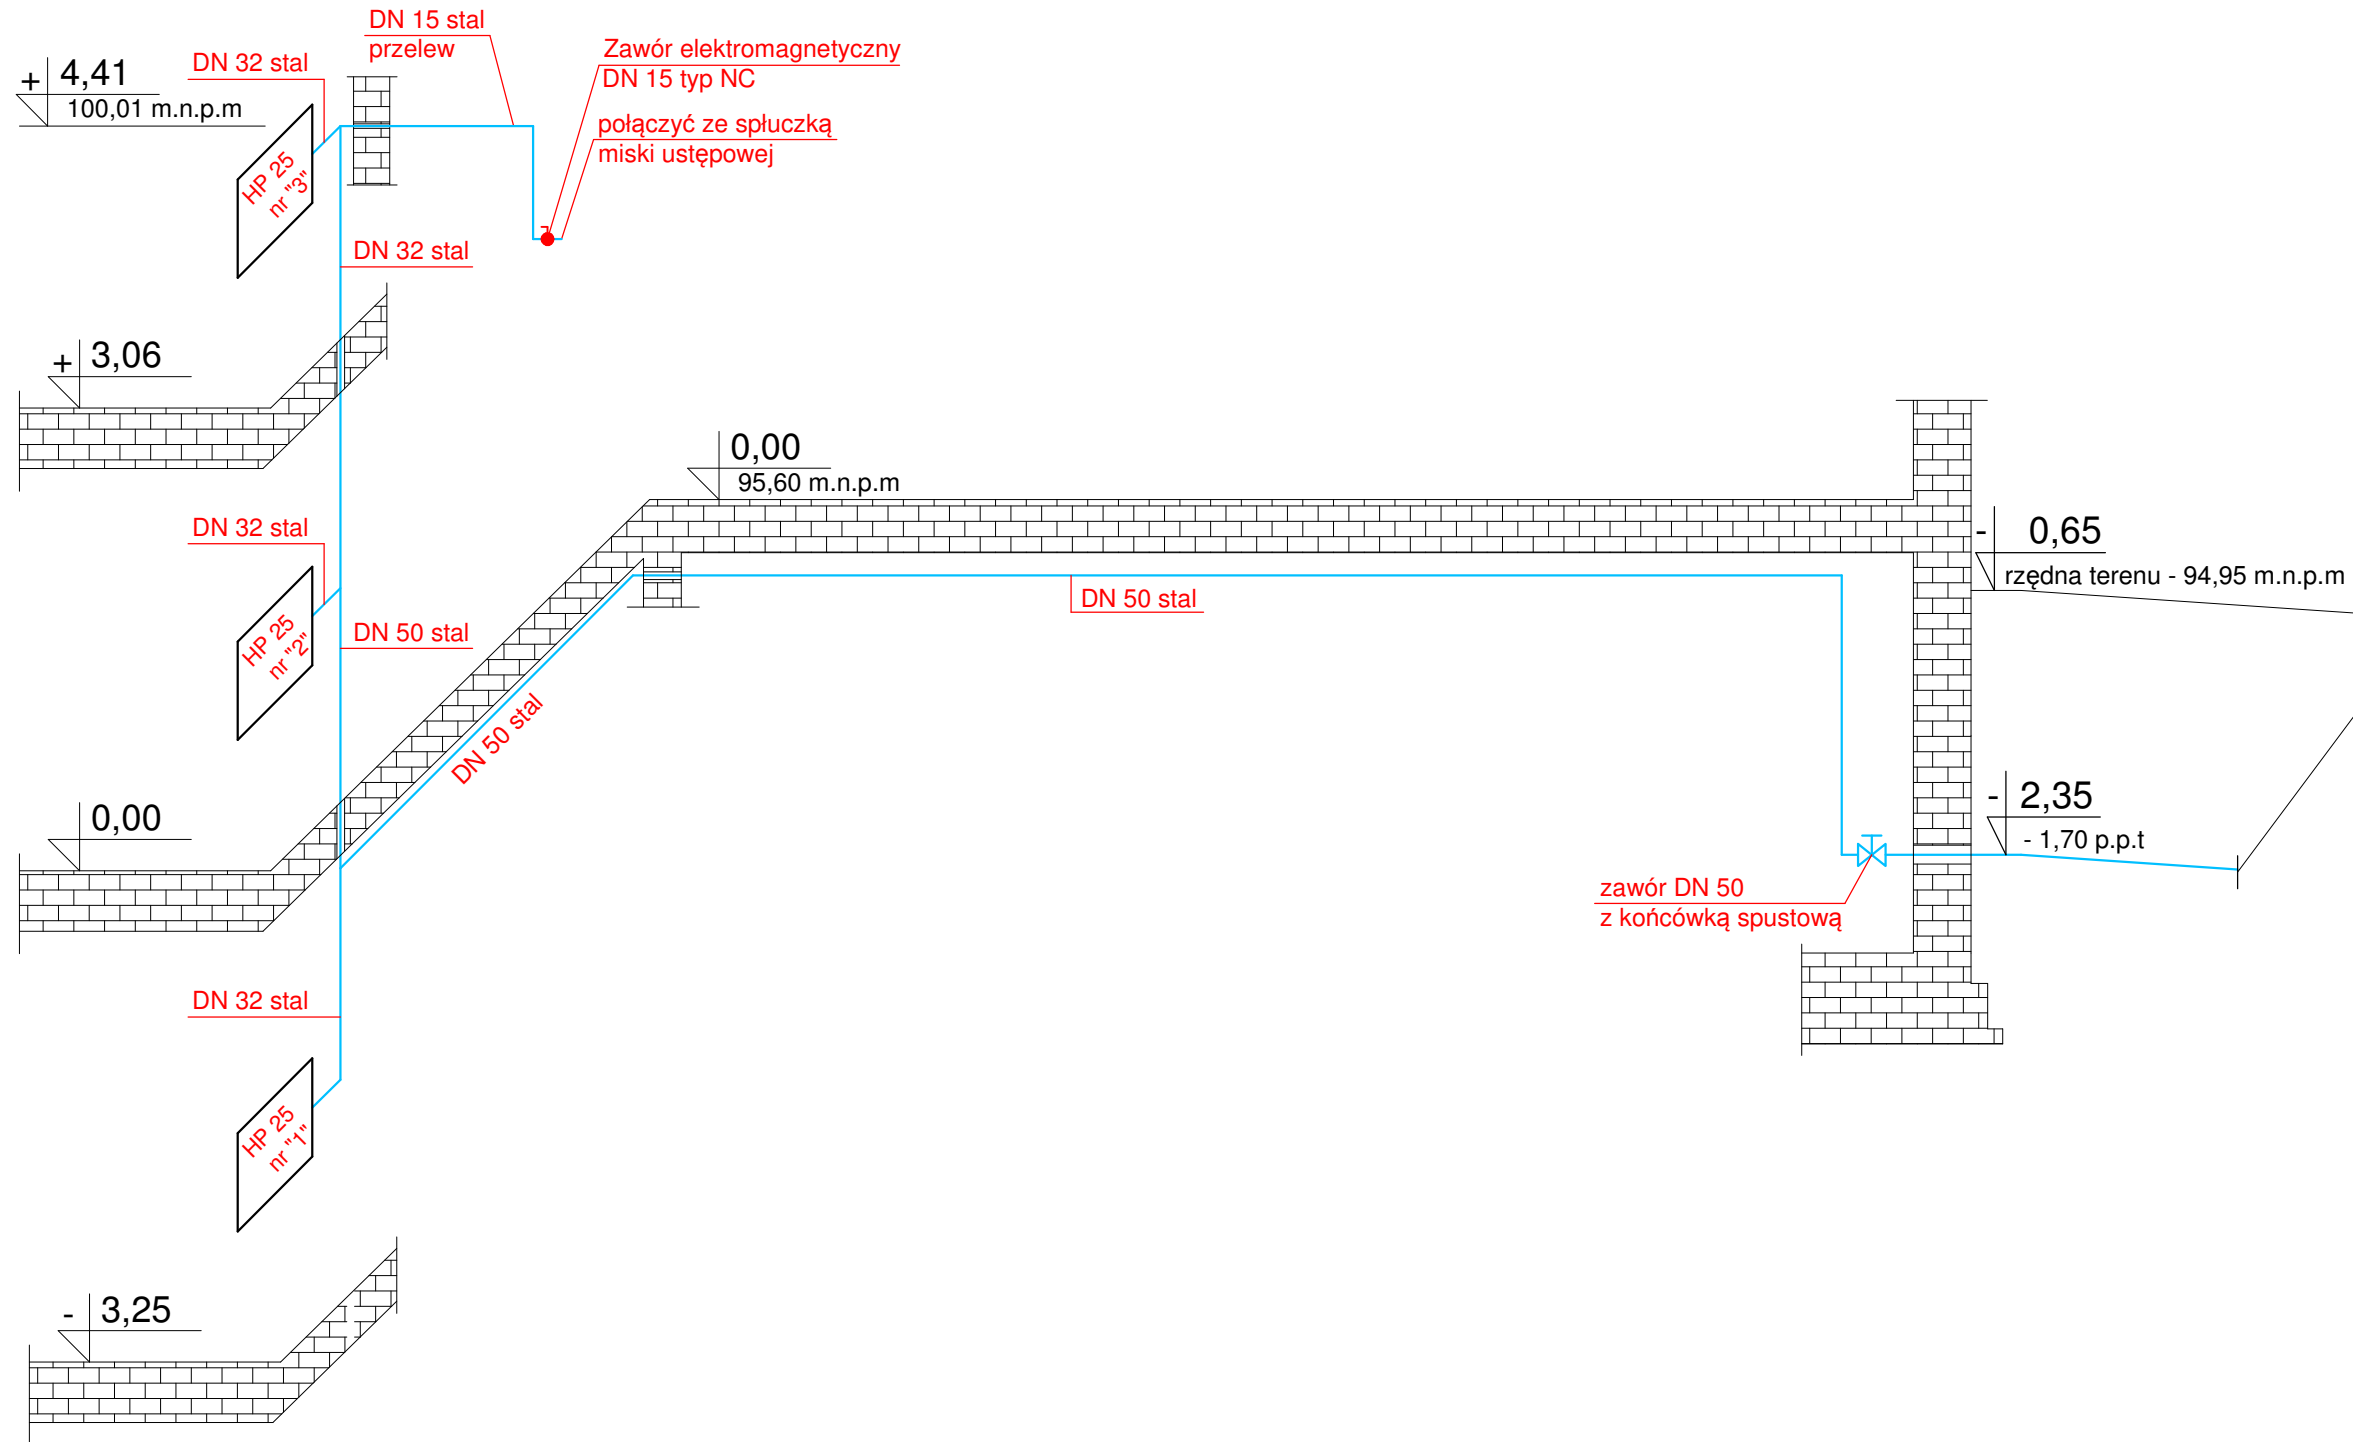 DN 15 stal
przelew
Zawór elektromagnetyczny
DN 15 typ NC
DN 32 stal
+ 4,41
100,01 m.n.p.m
połączyć ze spłuczką
miski ustępowej
HP 25
nr "3"
DN 32 stal
+ 3,06
0,00
95,60 m.n.p.m
DN 32 stal
- 0,65
rzędna terenu - 94,95 m.n.p.m
DN 50 stal
HP 25
nr "2"
DN 50 stal
DN 50 stal
0,00
- 2,35
- 1,70 p.p.t
zawór DN 50
z końcówką spustową
DN 32 stal
HP 25
nr "1"
- 3,25